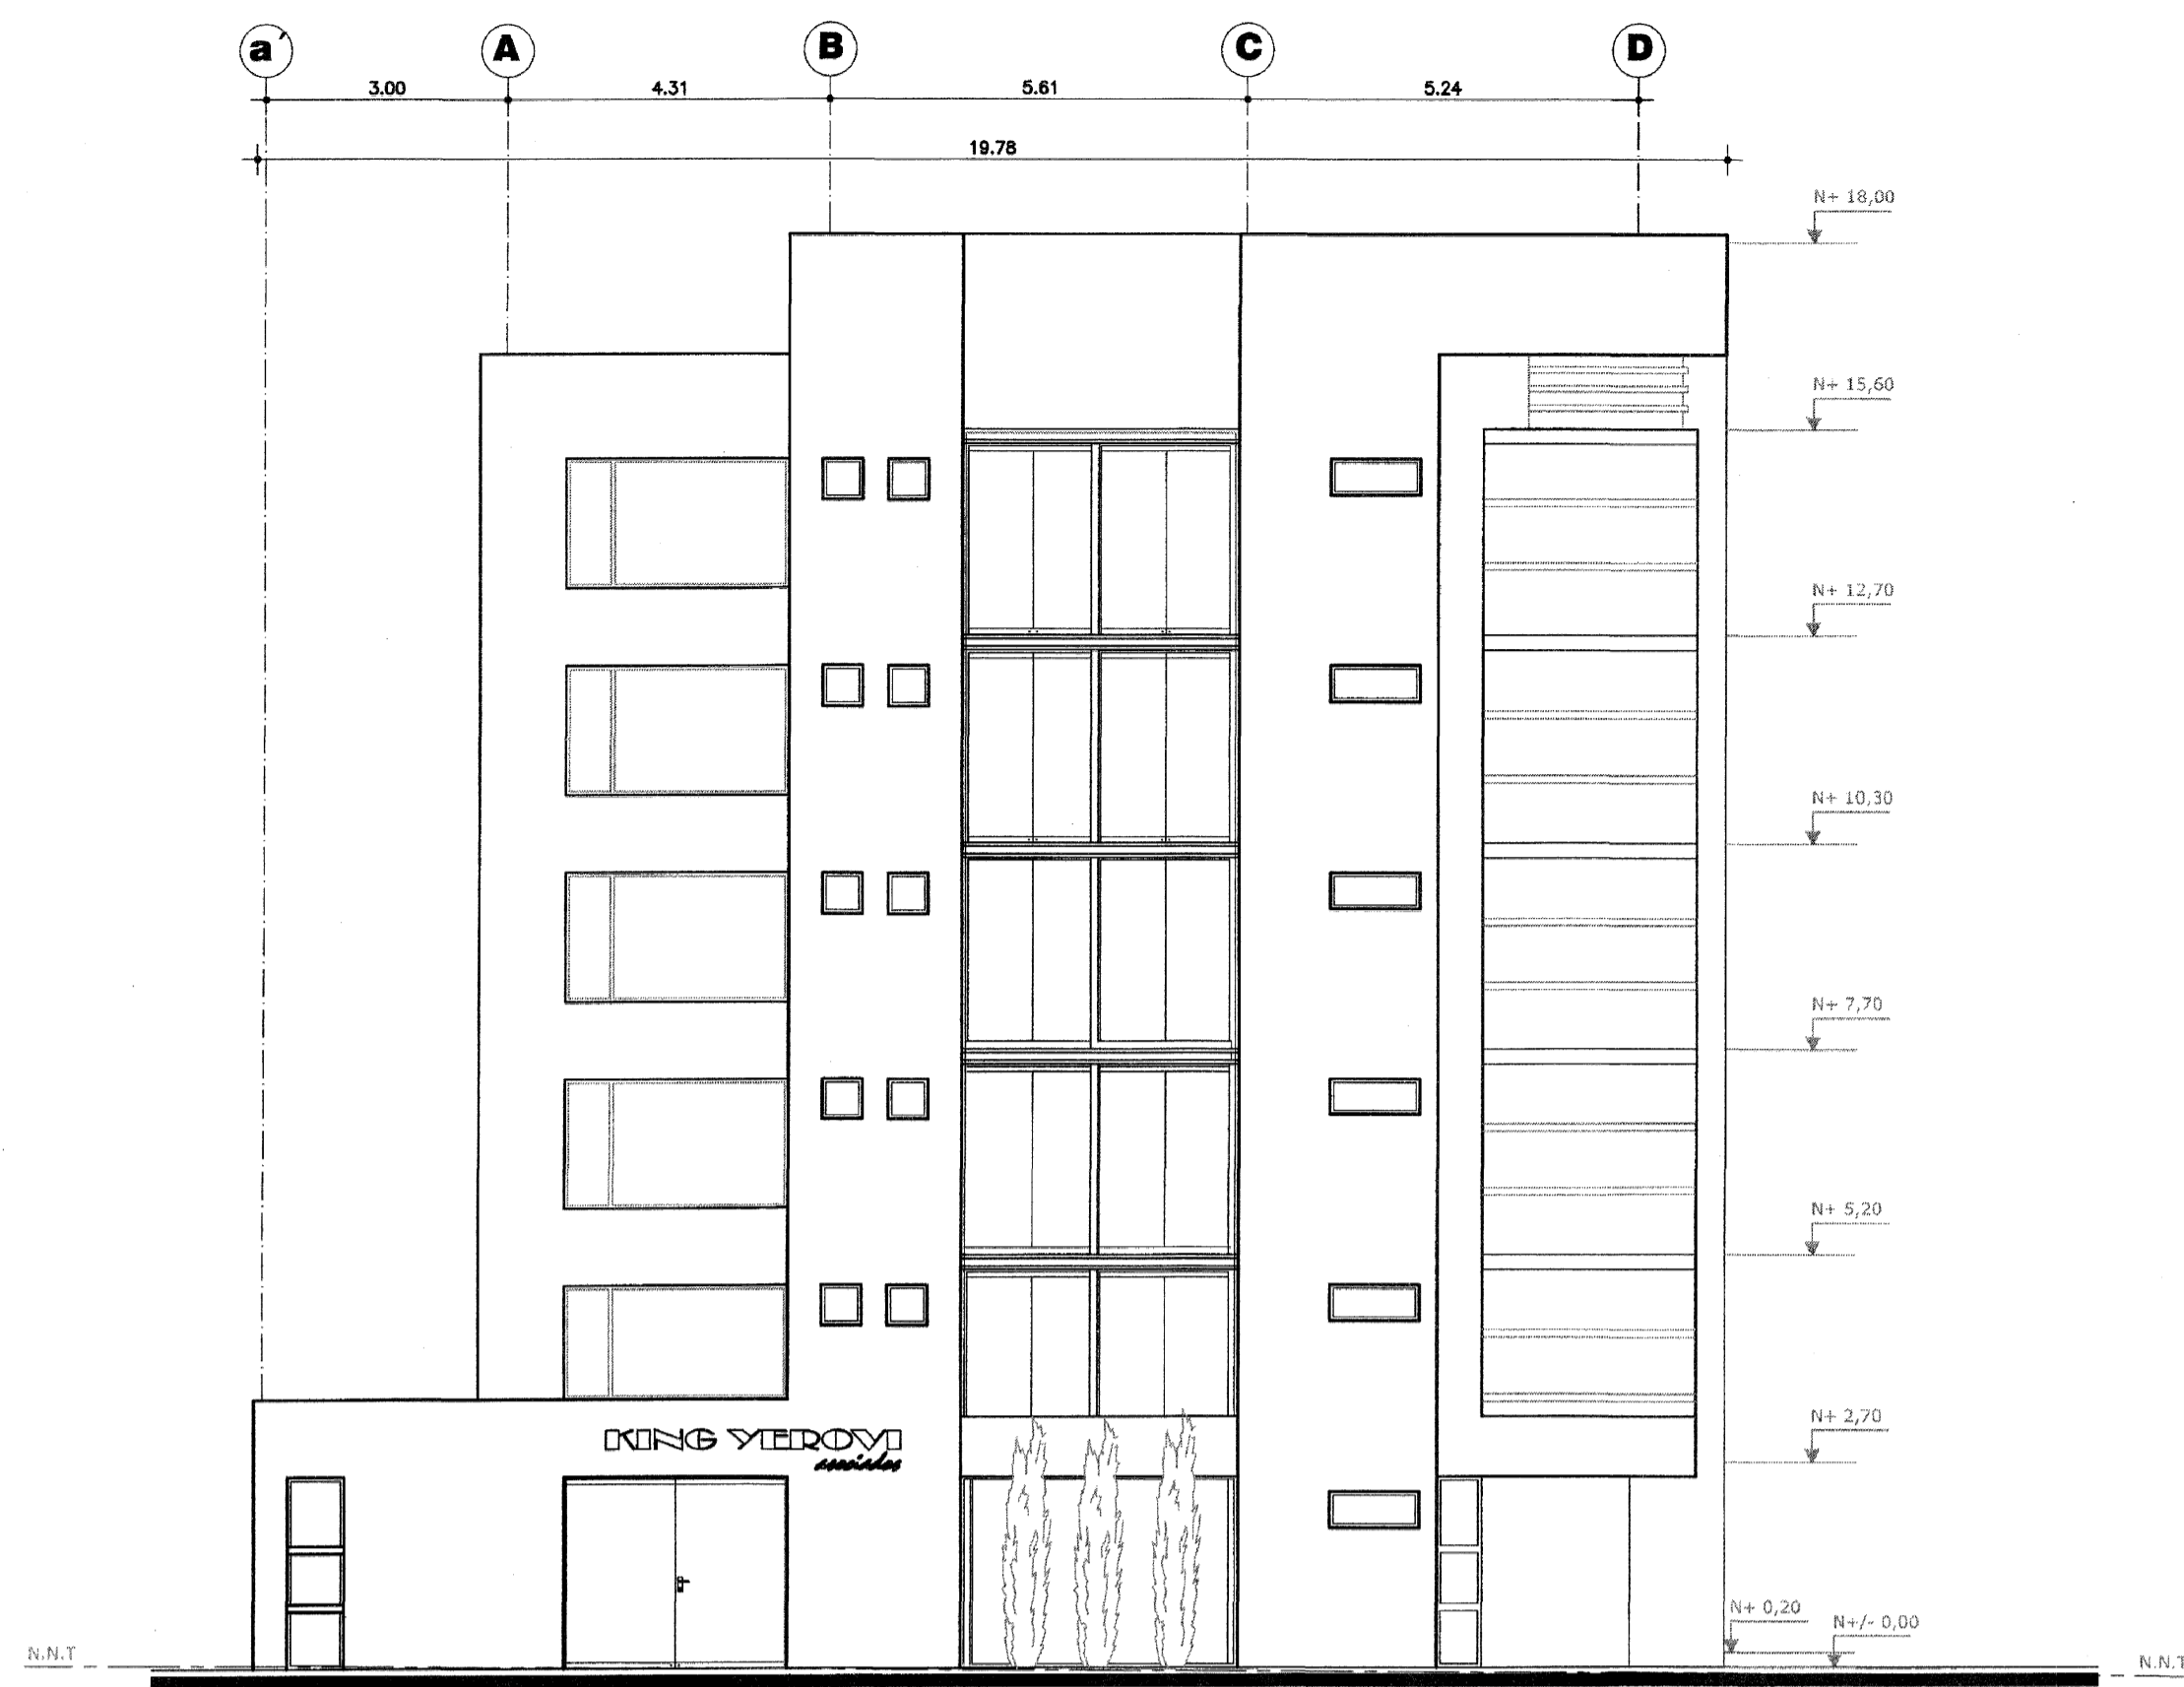 a´ A B C D
3.00 4.31 5.61 5.24
19.78
N+ 18,00
N+ 15,60
N+ 12,70
N+ 10,30
N+ 7,70
N+ 5,20
N+ 2,70
KING YEROVI
asociados
N+ 0,20
N+/- 0,00
N.N.T
N.N.T